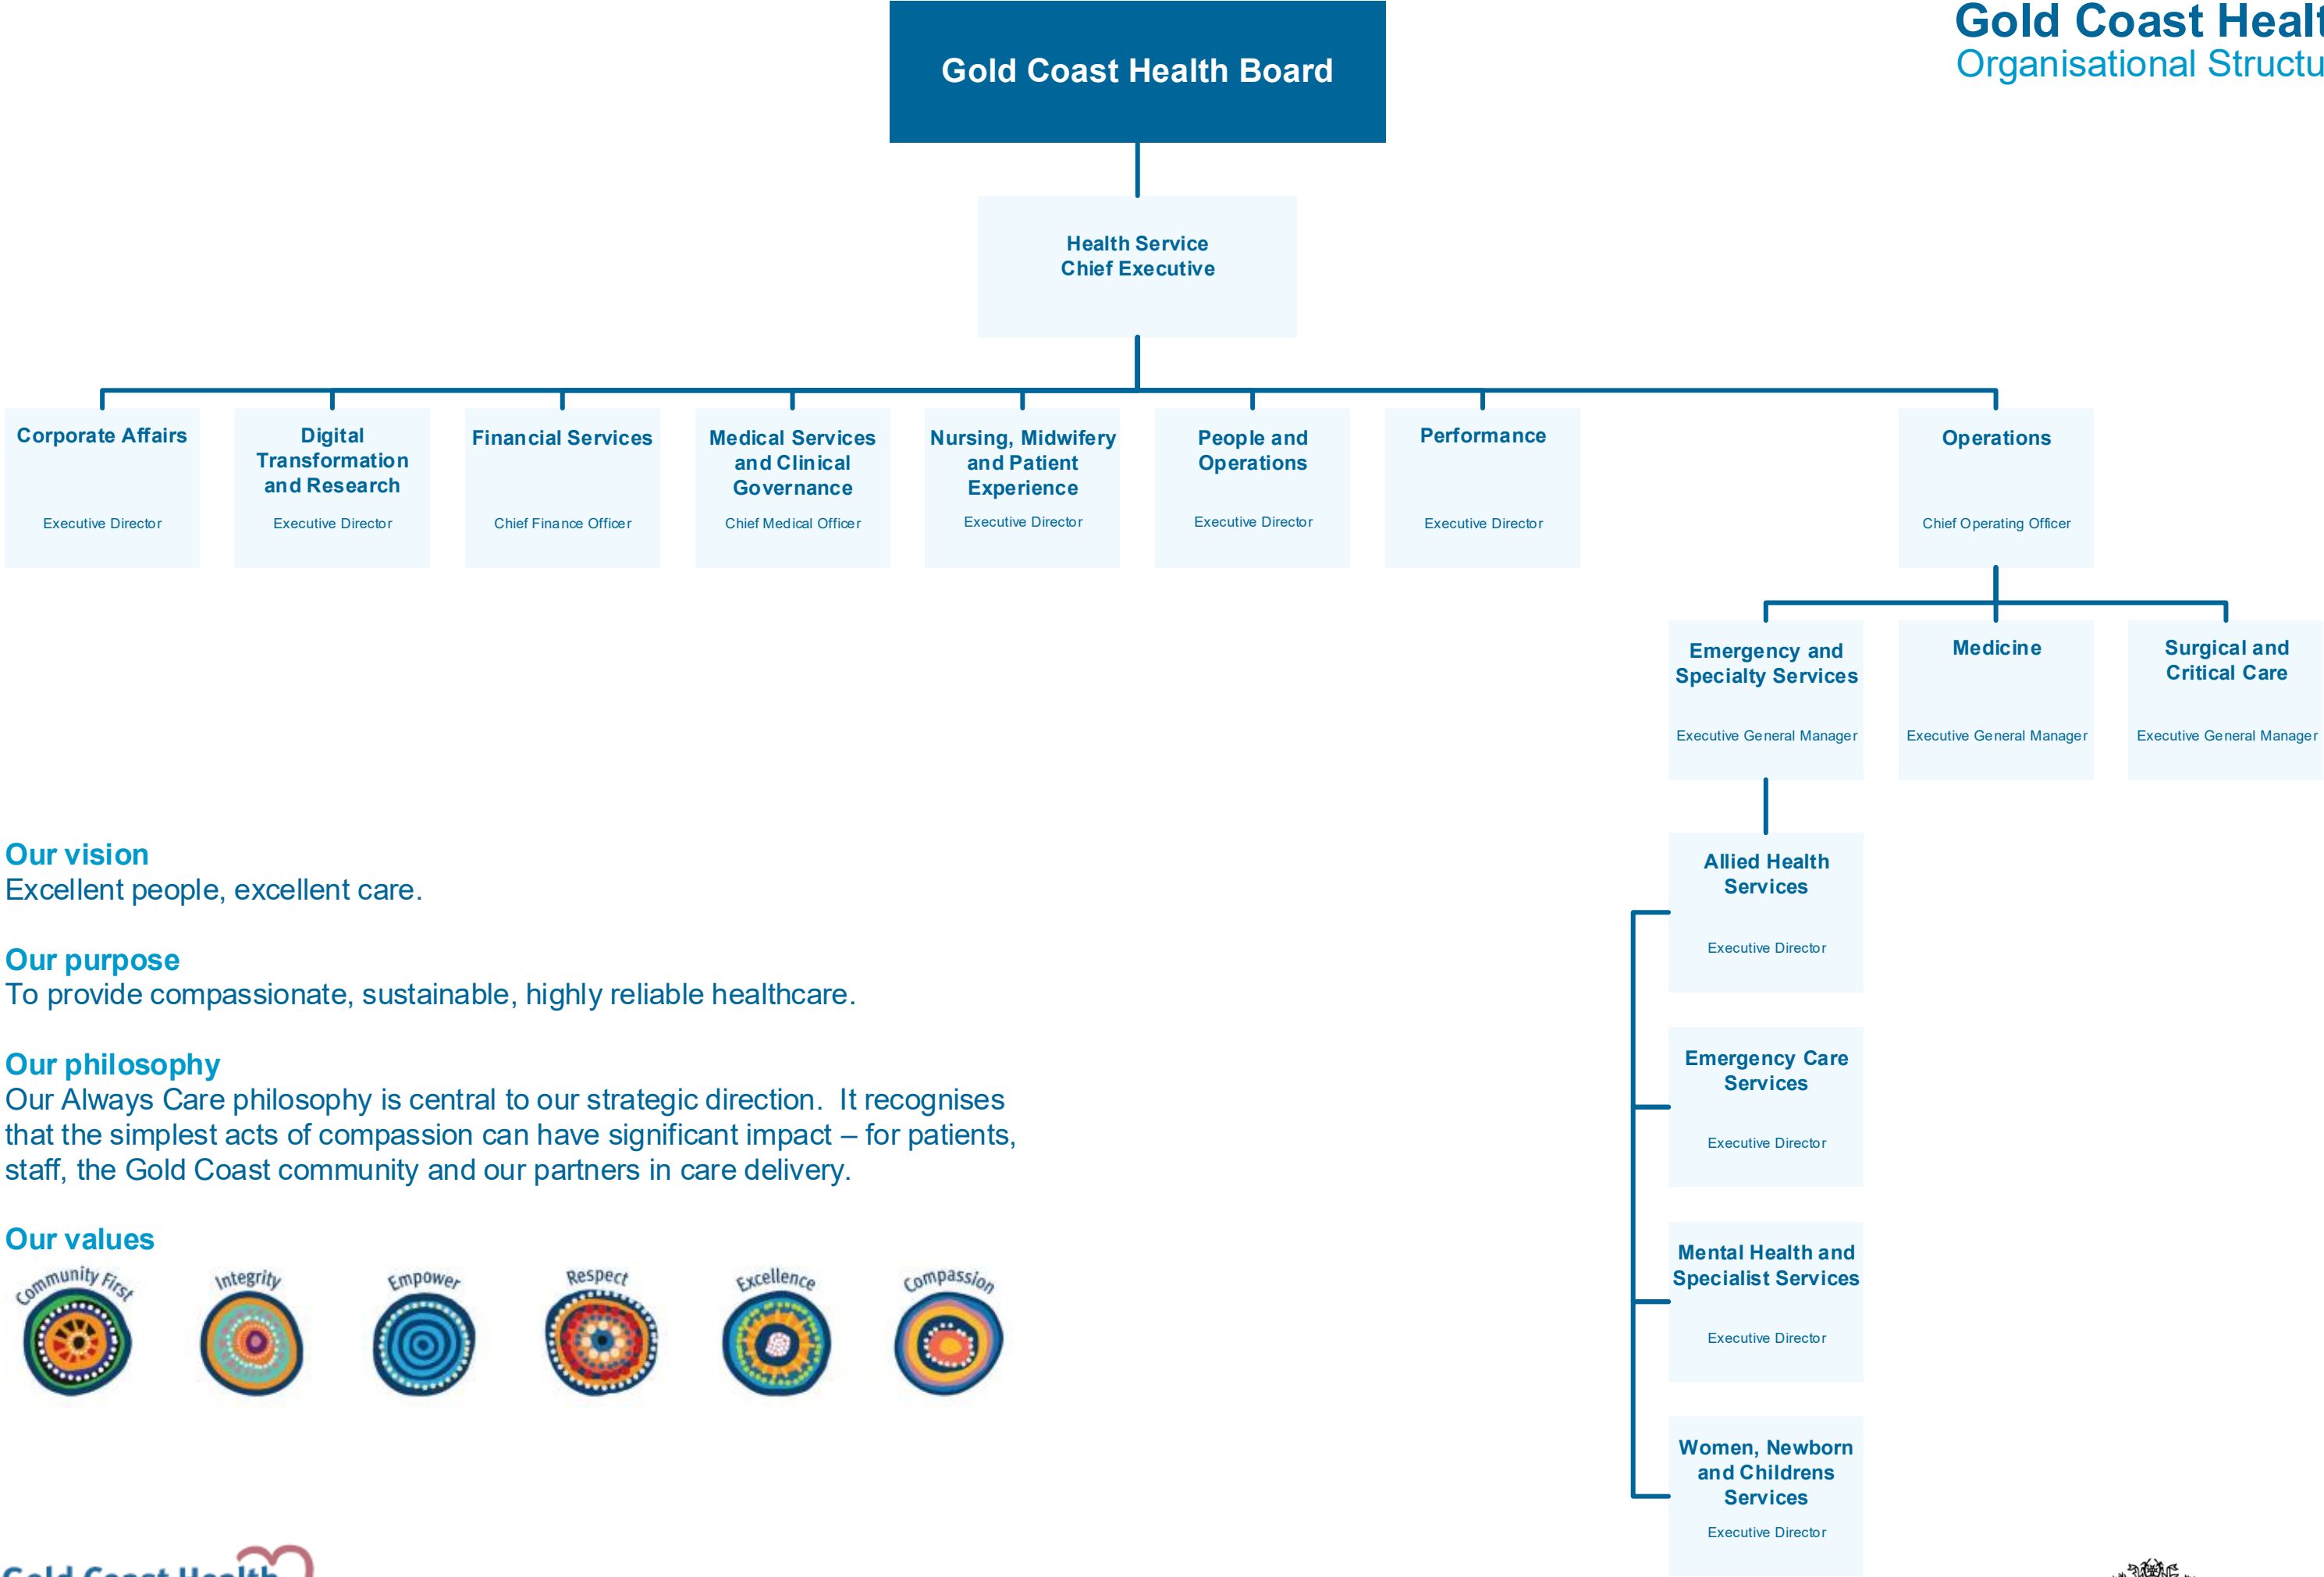 Gold Coast Healt
Organisational Structu
Gold Coast Health Board
Health Service
Chief Executive
Corporate Affairs
Executive Director
Digital
Transformation
and Research
Executive Director
Financial Services
Chief Finance Officer
Medical Services
and Clinical
Governance
Chief Medical Officer
Nursing, Midwifery
and Patient
Experience
Executive Director
People and
Operations
Executive Director
Performance
Executive Director
Operations
Chief Operating Officer
Emergency and
Specialty Services
Executive General Manager
Medicine
Executive General Manager
Surgical and
Critical Care
Executive General Manager
Allied Health
Services
Executive Director
Emergency Care
Services
Executive Director
Mental Health and
Specialist Services
Executive Director
Women, Newborn
and Childrens
Services
Executive Director
Our vision
Excellent people, excellent care.
Our purpose
To provide compassionate, sustainable, highly reliable healthcare.
Our philosophy
Our Always Care philosophy is central to our strategic direction.  It recognises
that the simplest acts of compassion can have significant impact – for patients,
staff, the Gold Coast community and our partners in care delivery.
Our values
Community First
Integrity
Empower
Respect
Excellence
Compassion
Gold Coast Health